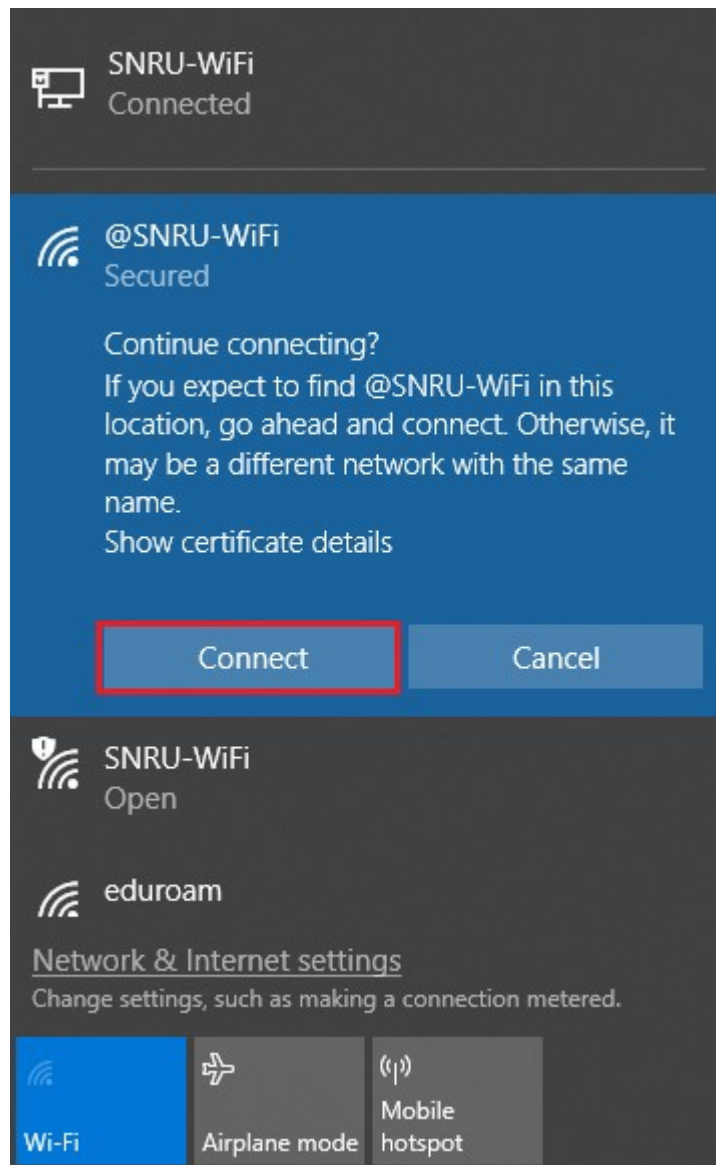 SNRU-WiFi
Connected
@SNRU-WiFi
Secured
Continue connecting?
If you expect to find @SNRU-WiFi in this
location, go ahead and connect. Otherwise, it
may be a different network with the same
name.
Show certificate details
Connect
Cancel
SNRU-WiFi
Open
eduroam
Network & Internet settings
Change settings, such as making a connection metered.
Wi-Fi
Airplane mode
Mobile
hotspot